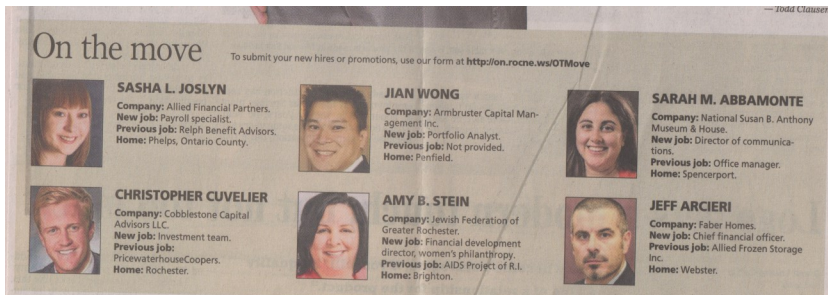 — Todd Clauser
On the move
To submit your new hires or promotions, use our form at http://on.rocne.ws/OTMove
SASHA L. JOSLYN
Company: Allied Financial Partners.
New job: Payroll specialist.
Previous job: Relph Benefit Advisors.
Home: Phelps, Ontario County.
JIAN WONG
Company: Armbruster Capital Man-
agement Inc.
New job: Portfolio Analyst.
Previous job: Not provided.
Home: Penfield.
SARAH M. ABBAMONTE
Company: National Susan B. Anthony
Museum & House.
New job: Director of communica-
tions.
Previous job: Office manager.
Home: Spencerport.
CHRISTOPHER CUVELIER
Company: Cobblestone Capital
Advisors LLC.
New job: Investment team.
Previous job:
PricewaterhouseCoopers.
Home: Rochester.
AMY B. STEIN
Company: Jewish Federation of
Greater Rochester.
New job: Financial development
director, women's philanthropy.
Previous job: AIDS Project of R.I.
Home: Brighton.
JEFF ARCIERI
Company: Faber Homes.
New job: Chief financial officer.
Previous job: Allied Frozen Storage
Inc.
Home: Webster.